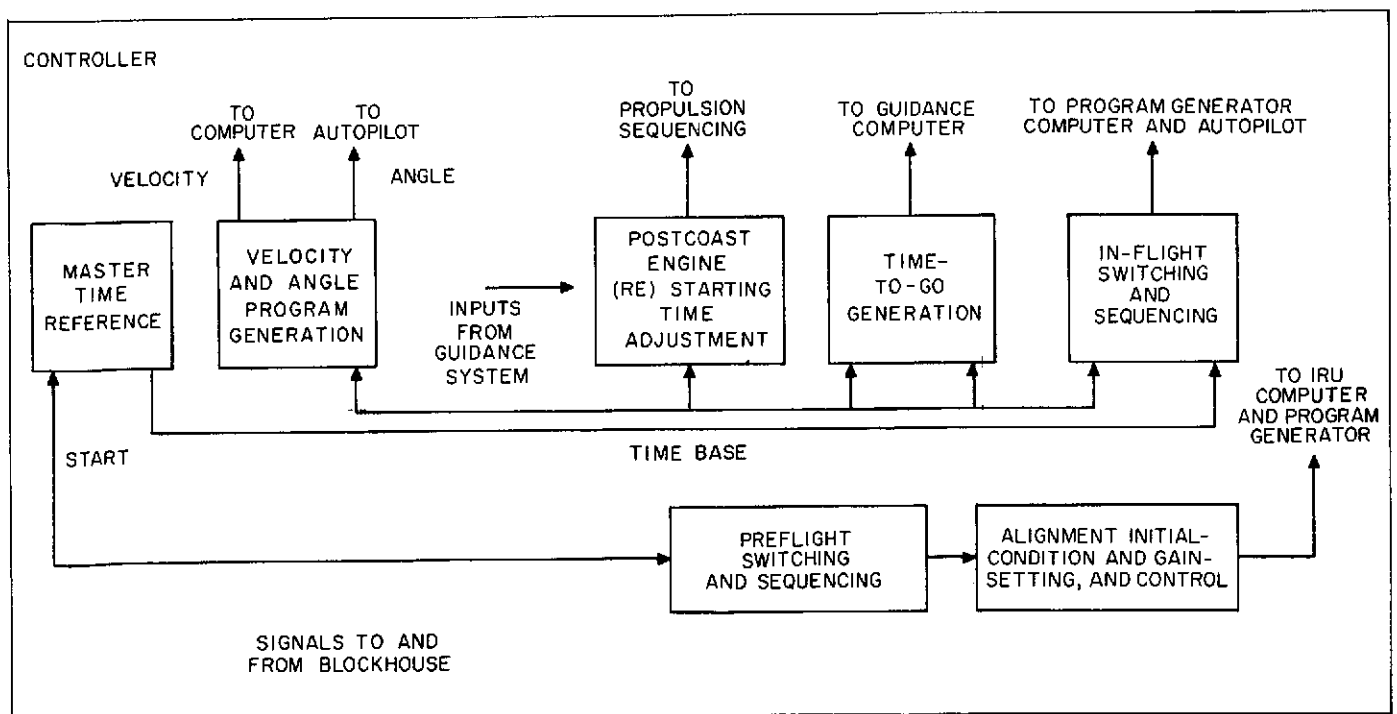 CONTROLLER
TO
COMPUTER
TO
AUTOPILOT
TO
PROPULSION
SEQUENCING
TO GUIDANCE
COMPUTER
TO PROGRAM GENERATOR
COMPUTER AND AUTOPILOT
VELOCITY
ANGLE
MASTER
TIME
REFERENCE
VELOCITY
AND ANGLE
PROGRAM
GENERATION
INPUTS
FROM
GUIDANCE
SYSTEM
POSTCOAST
ENGINE
(RE) STARTING
TIME
ADJUSTMENT
TIME-
TO-GO
GENERATION
IN-FLIGHT
SWITCHING
AND
SEQUENCING
TO IRU
COMPUTER
AND PROGRAM
GENERATOR
START
TIME BASE
PREFLIGHT
SWITCHING
AND SEQUENCING
ALIGNMENT INITIAL-
CONDITION AND GAIN-
SETTING, AND CONTROL
SIGNALS TO AND
FROM BLOCKHOUSE